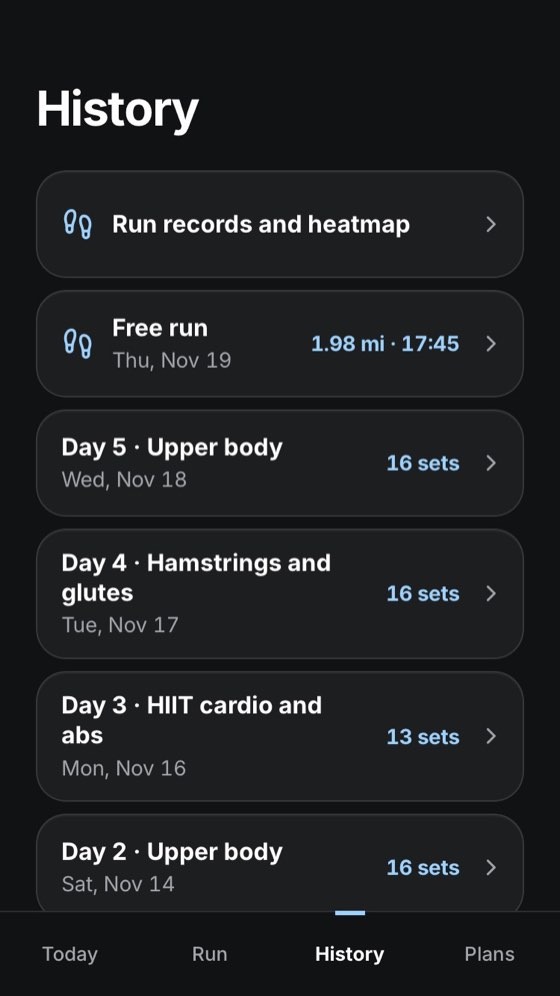 History
Run records and heatmap
Free run
Thu, Nov 19
1.98 mi · 17:45
Day 5 · Upper body
Wed, Nov 18
16 sets
Day 4 · Hamstrings and
glutes
Tue, Nov 17
16 sets
Day 3 · HIIT cardio and
abs
Mon, Nov 16
13 sets
Day 2 · Upper body
Sat, Nov 14
16 sets
Today
Run
History
Plans